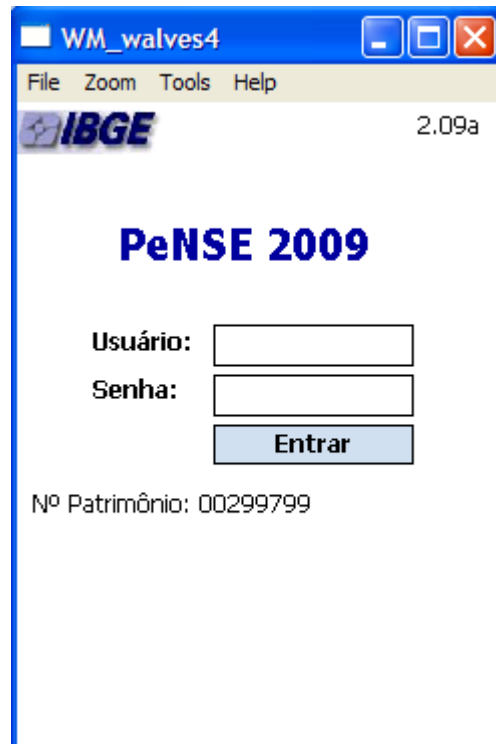 WM_walves4
File Zoom Tools Help
IBGE 2.09a
PeNSE 2009
Usuário:
Senha:
Entrar
Nº Patrimônio: 00299799